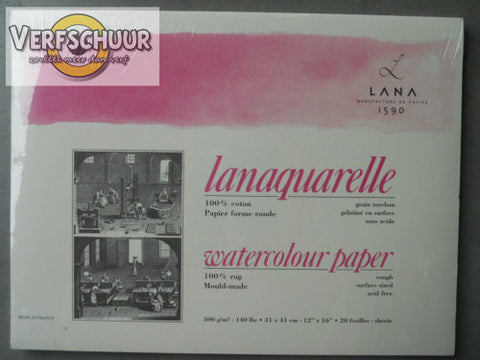 VERFSCHUUR
zoveel meer dan verf
L
LANA
MANUFACTURE DE PAPIER
1590
lanaquarelle
100% coton
Papier forme ronde
grain torchon
gélatiné en surface
sans acide
watercolour paper
100% rag
Mould-made
rough
surface sized
acid free
MADE IN FRANCE
300 g/m² - 140 lbs • 31 x 41 cm - 12" x 16" • 20 feuilles - sheets